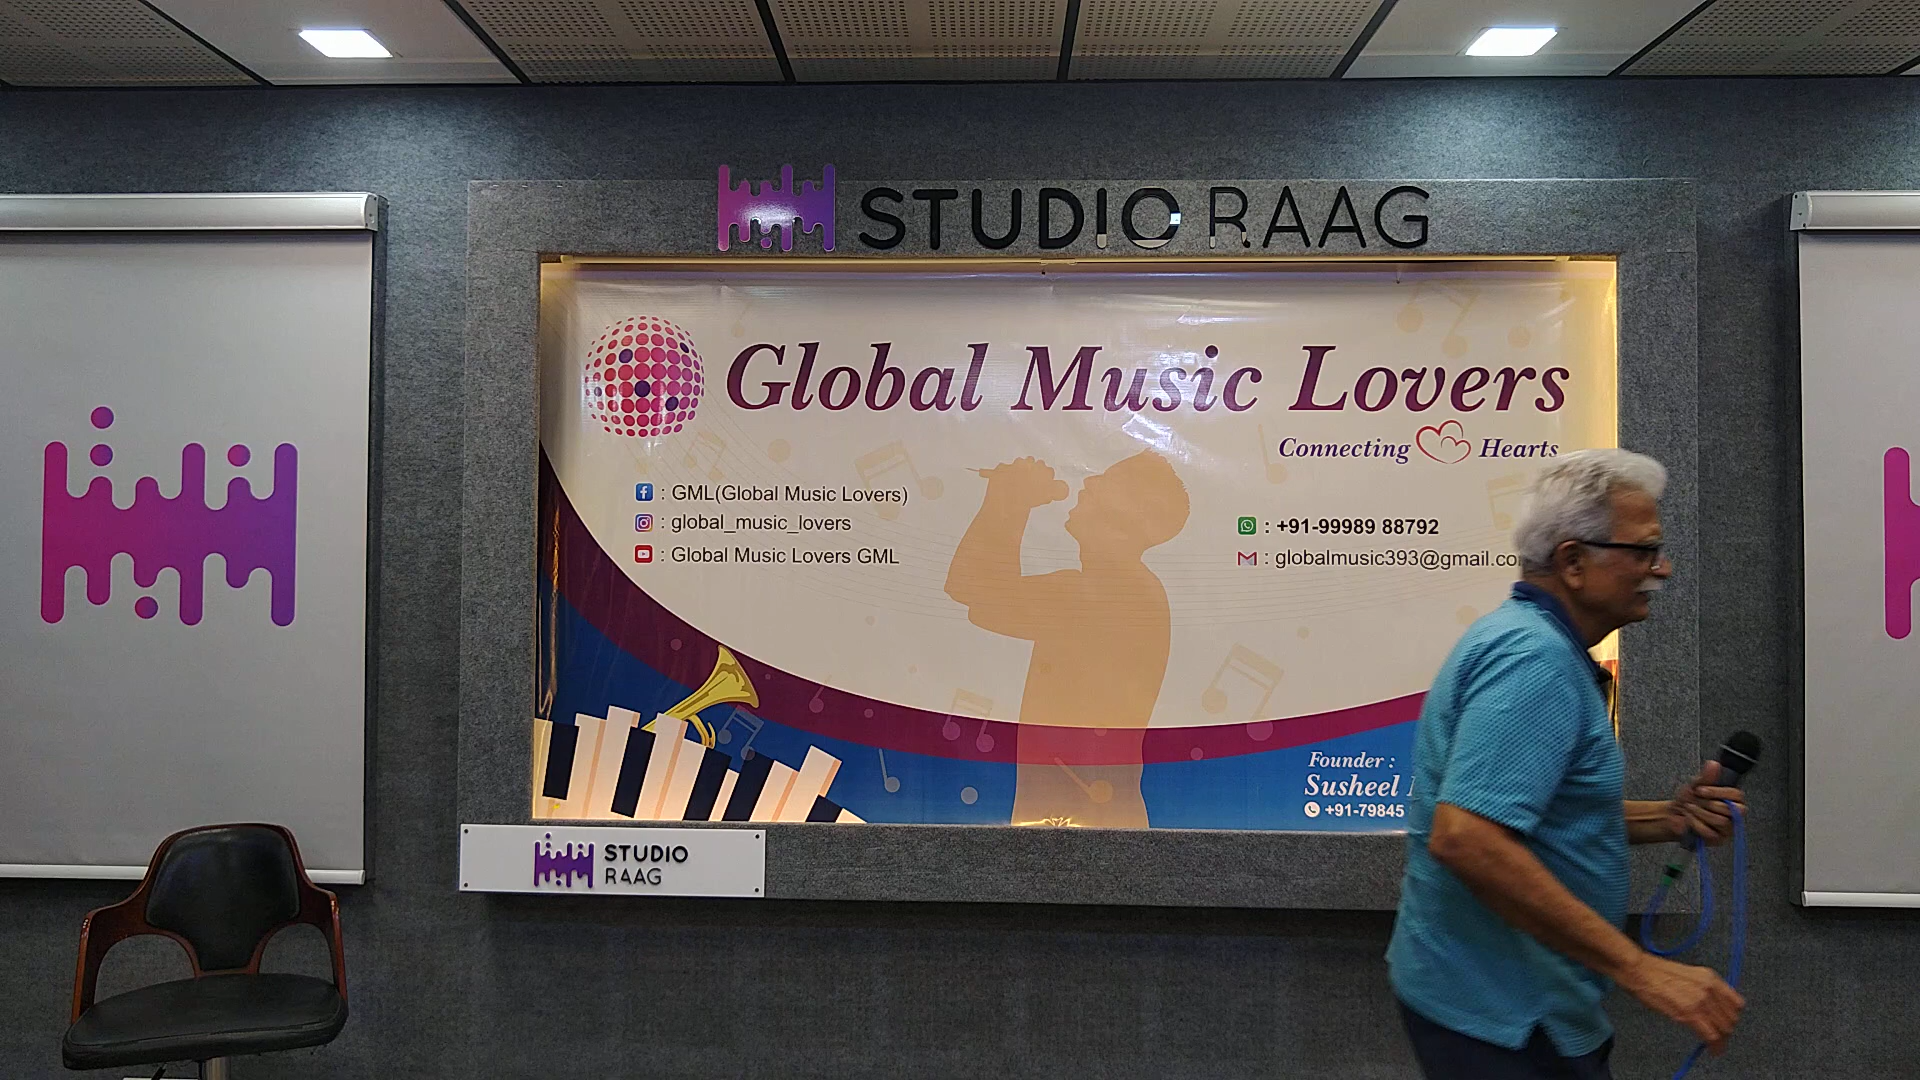 STUDIO RAAG
Global Music Lovers
Connecting Hearts
: GML(Global Music Lovers)
: global_music_lovers
: Global Music Lovers GML
: +91-99989 88792
: globalmusic393@gmail.co
Founder :
Susheel
+91-79845
STUDIO
RAAG